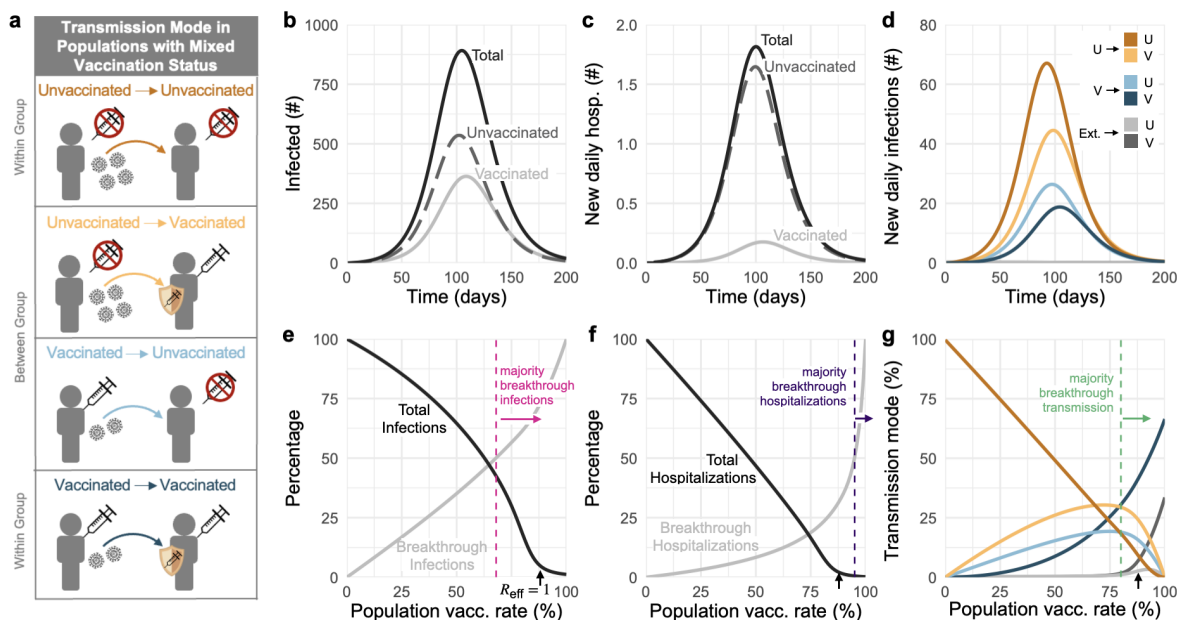 a
Transmission Mode in
Populations with Mixed
Vaccination Status
Within Group
Unvaccinated → Unvaccinated
Between Group
Unvaccinated → Vaccinated
Vaccinated → Unvaccinated
Within Group
Vaccinated → Vaccinated
b
Infected (#)
1000
750
500
250
0
Total
Unvaccinated
Vaccinated
0 50 100 150 200
Time (days)
c
New daily hosp. (#)
2.0
1.5
1.0
0.5
0.0
Total
Unvaccinated
Vaccinated
0 50 100 150 200
Time (days)
d
New daily infections (#)
80
60
40
20
0
U → U
V
V → U
V
Ext. → U
V
0 50 100 150 200
Time (days)
e
Percentage
100
75
50
25
0
majority
breakthrough
infections
Total
Infections
Breakthrough
Infections
0 50 100
Reff = 1
Population vacc. rate (%)
f
Percentage
100
75
50
25
0
majority
breakthrough
hospitalizations
Total
Hospitalizations
Breakthrough
Hospitalizations
0 25 50 75 100
Population vacc. rate (%)
g
Transmission mode (%)
100
75
50
25
0
majority
breakthrough
transmission
0 25 50 75 100
Population vacc. rate (%)